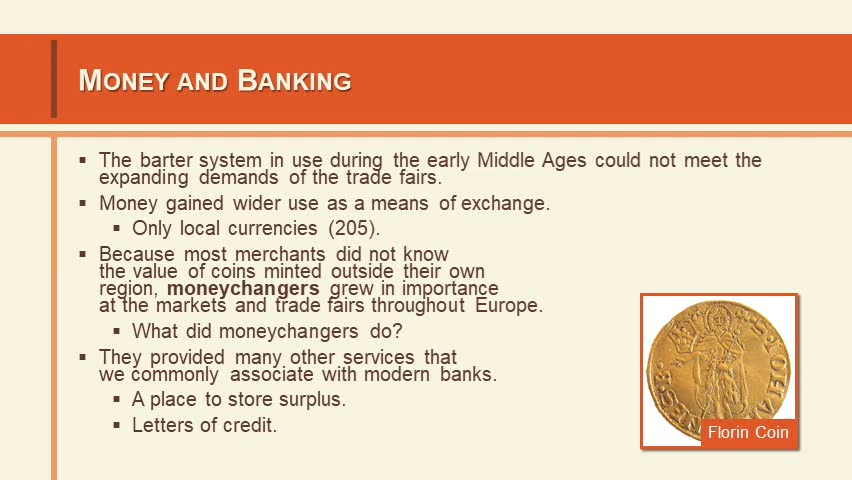 MONEY AND BANKING
▪ The barter system in use during the early Middle Ages could not meet the
expanding demands of the trade fairs.
▪ Money gained wider use as a means of exchange.
▪ Only local currencies (205).
▪ Because most merchants did not know
the value of coins minted outside their own
region, moneychangers grew in importance
at the markets and trade fairs throughout Europe.
▪ What did moneychangers do?
▪ They provided many other services that
we commonly associate with modern banks.
▪ A place to store surplus.
▪ Letters of credit.
Florin Coin